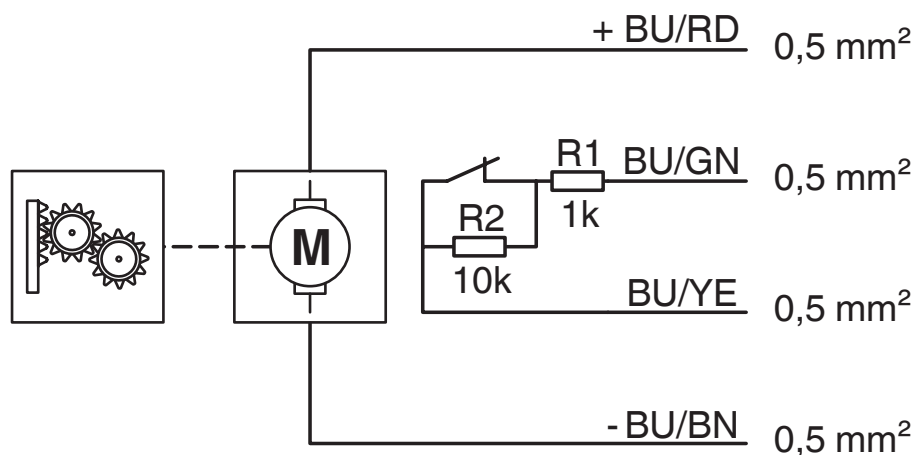 + BU/RD 0,5 mm²
R1 BU/GN 0,5 mm²
1k
R2
10k
M
BU/YE 0,5 mm²
- BU/BN 0,5 mm²